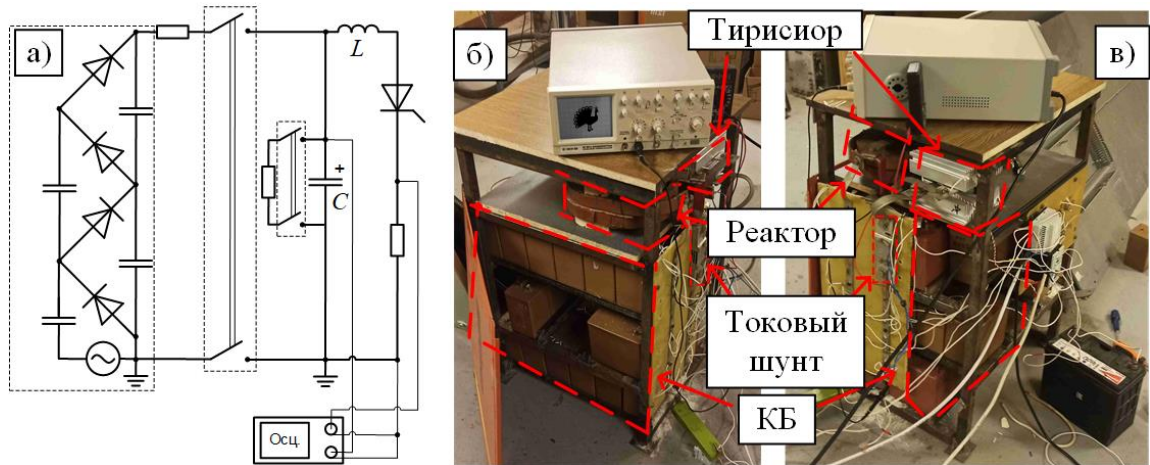 а)
L
+
C
Осц.
б)
Тирисиор
в)
Реактор
Токовый
шунт
КБ